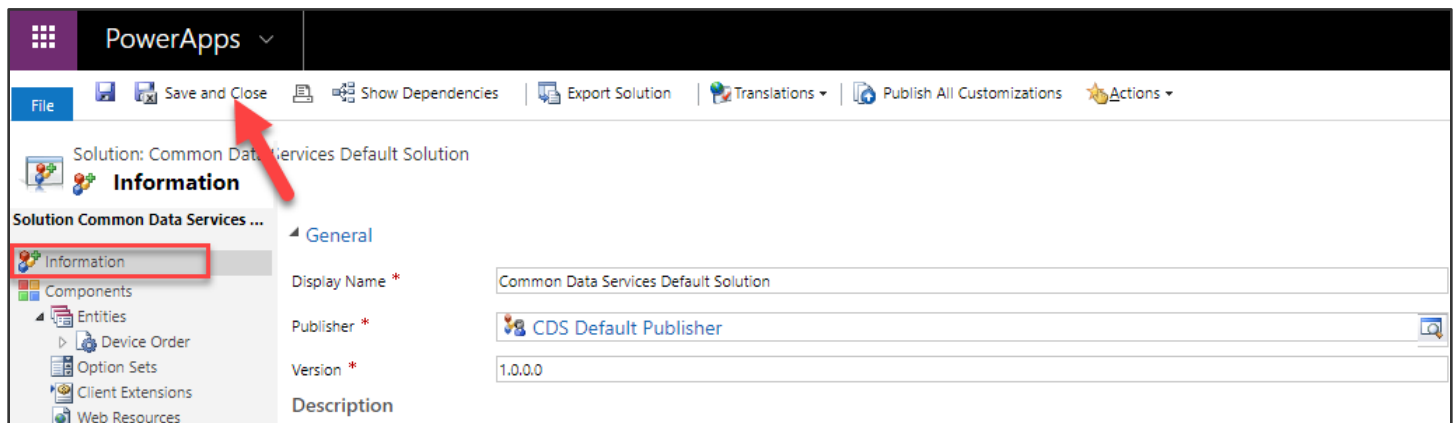 PowerApps
File Save and Close Show Dependencies Export Solution Translations Publish All Customizations Actions
Solution: Common Data Services Default Solution
Information
Solution Common Data Services ...
Information
Components
Entities
Device Order
Option Sets
Client Extensions
Web Resources
General
Display Name * Common Data Services Default Solution
Publisher * CDS Default Publisher
Version * 1.0.0.0
Description